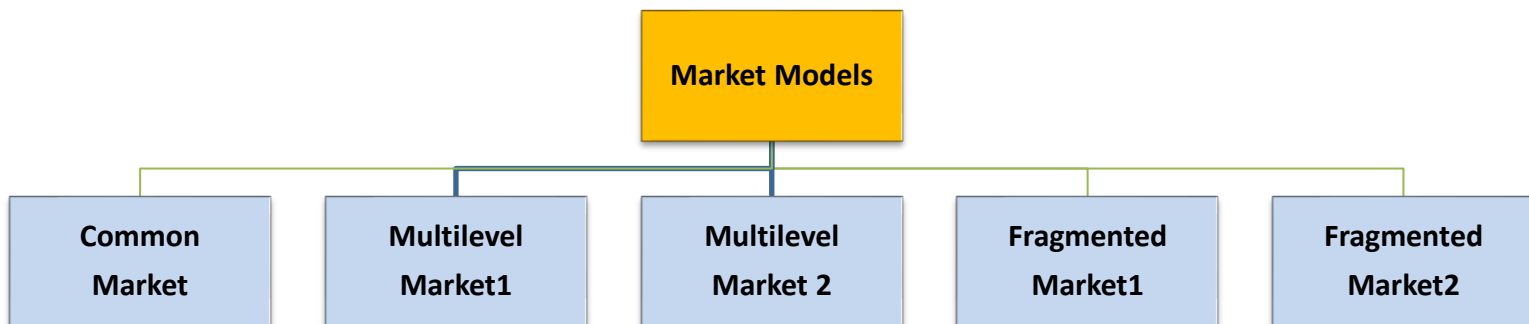 Market Models
Common
Market
Multilevel
Market1
Multilevel
Market 2
Fragmented
Market1
Fragmented
Market2